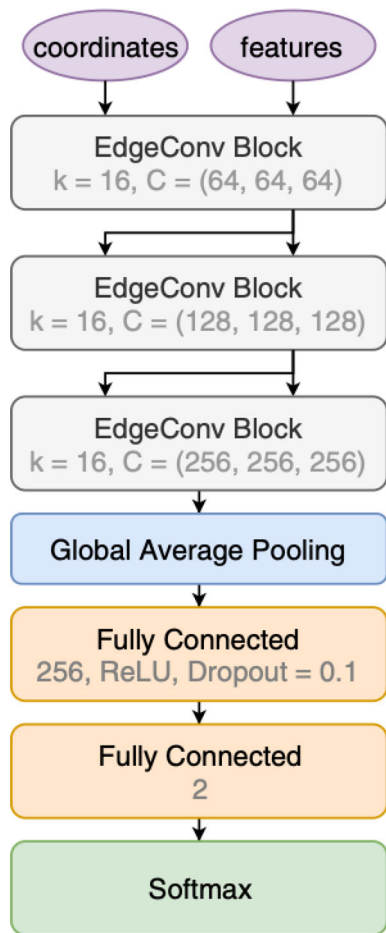 coordinates
features
EdgeConv Block
k = 16, C = (64, 64, 64)
EdgeConv Block
k = 16, C = (128, 128, 128)
EdgeConv Block
k = 16, C = (256, 256, 256)
Global Average Pooling
Fully Connected
256, ReLU, Dropout = 0.1
Fully Connected
2
Softmax